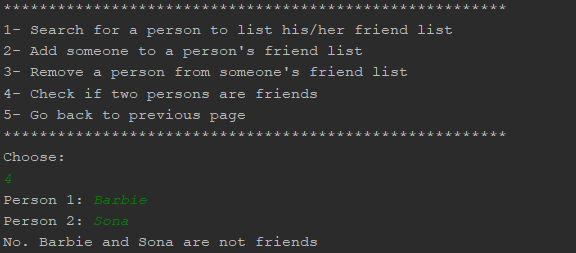 ********************************************************
1- Search for a person to list his/her friend list
2- Add someone to a person's friend list
3- Remove a person from someone's friend list
4- Check if two persons are friends
5- Go back to previous page
********************************************************
Choose:
4
Person 1: Barbie
Person 2: Sona
No. Barbie and Sona are not friends